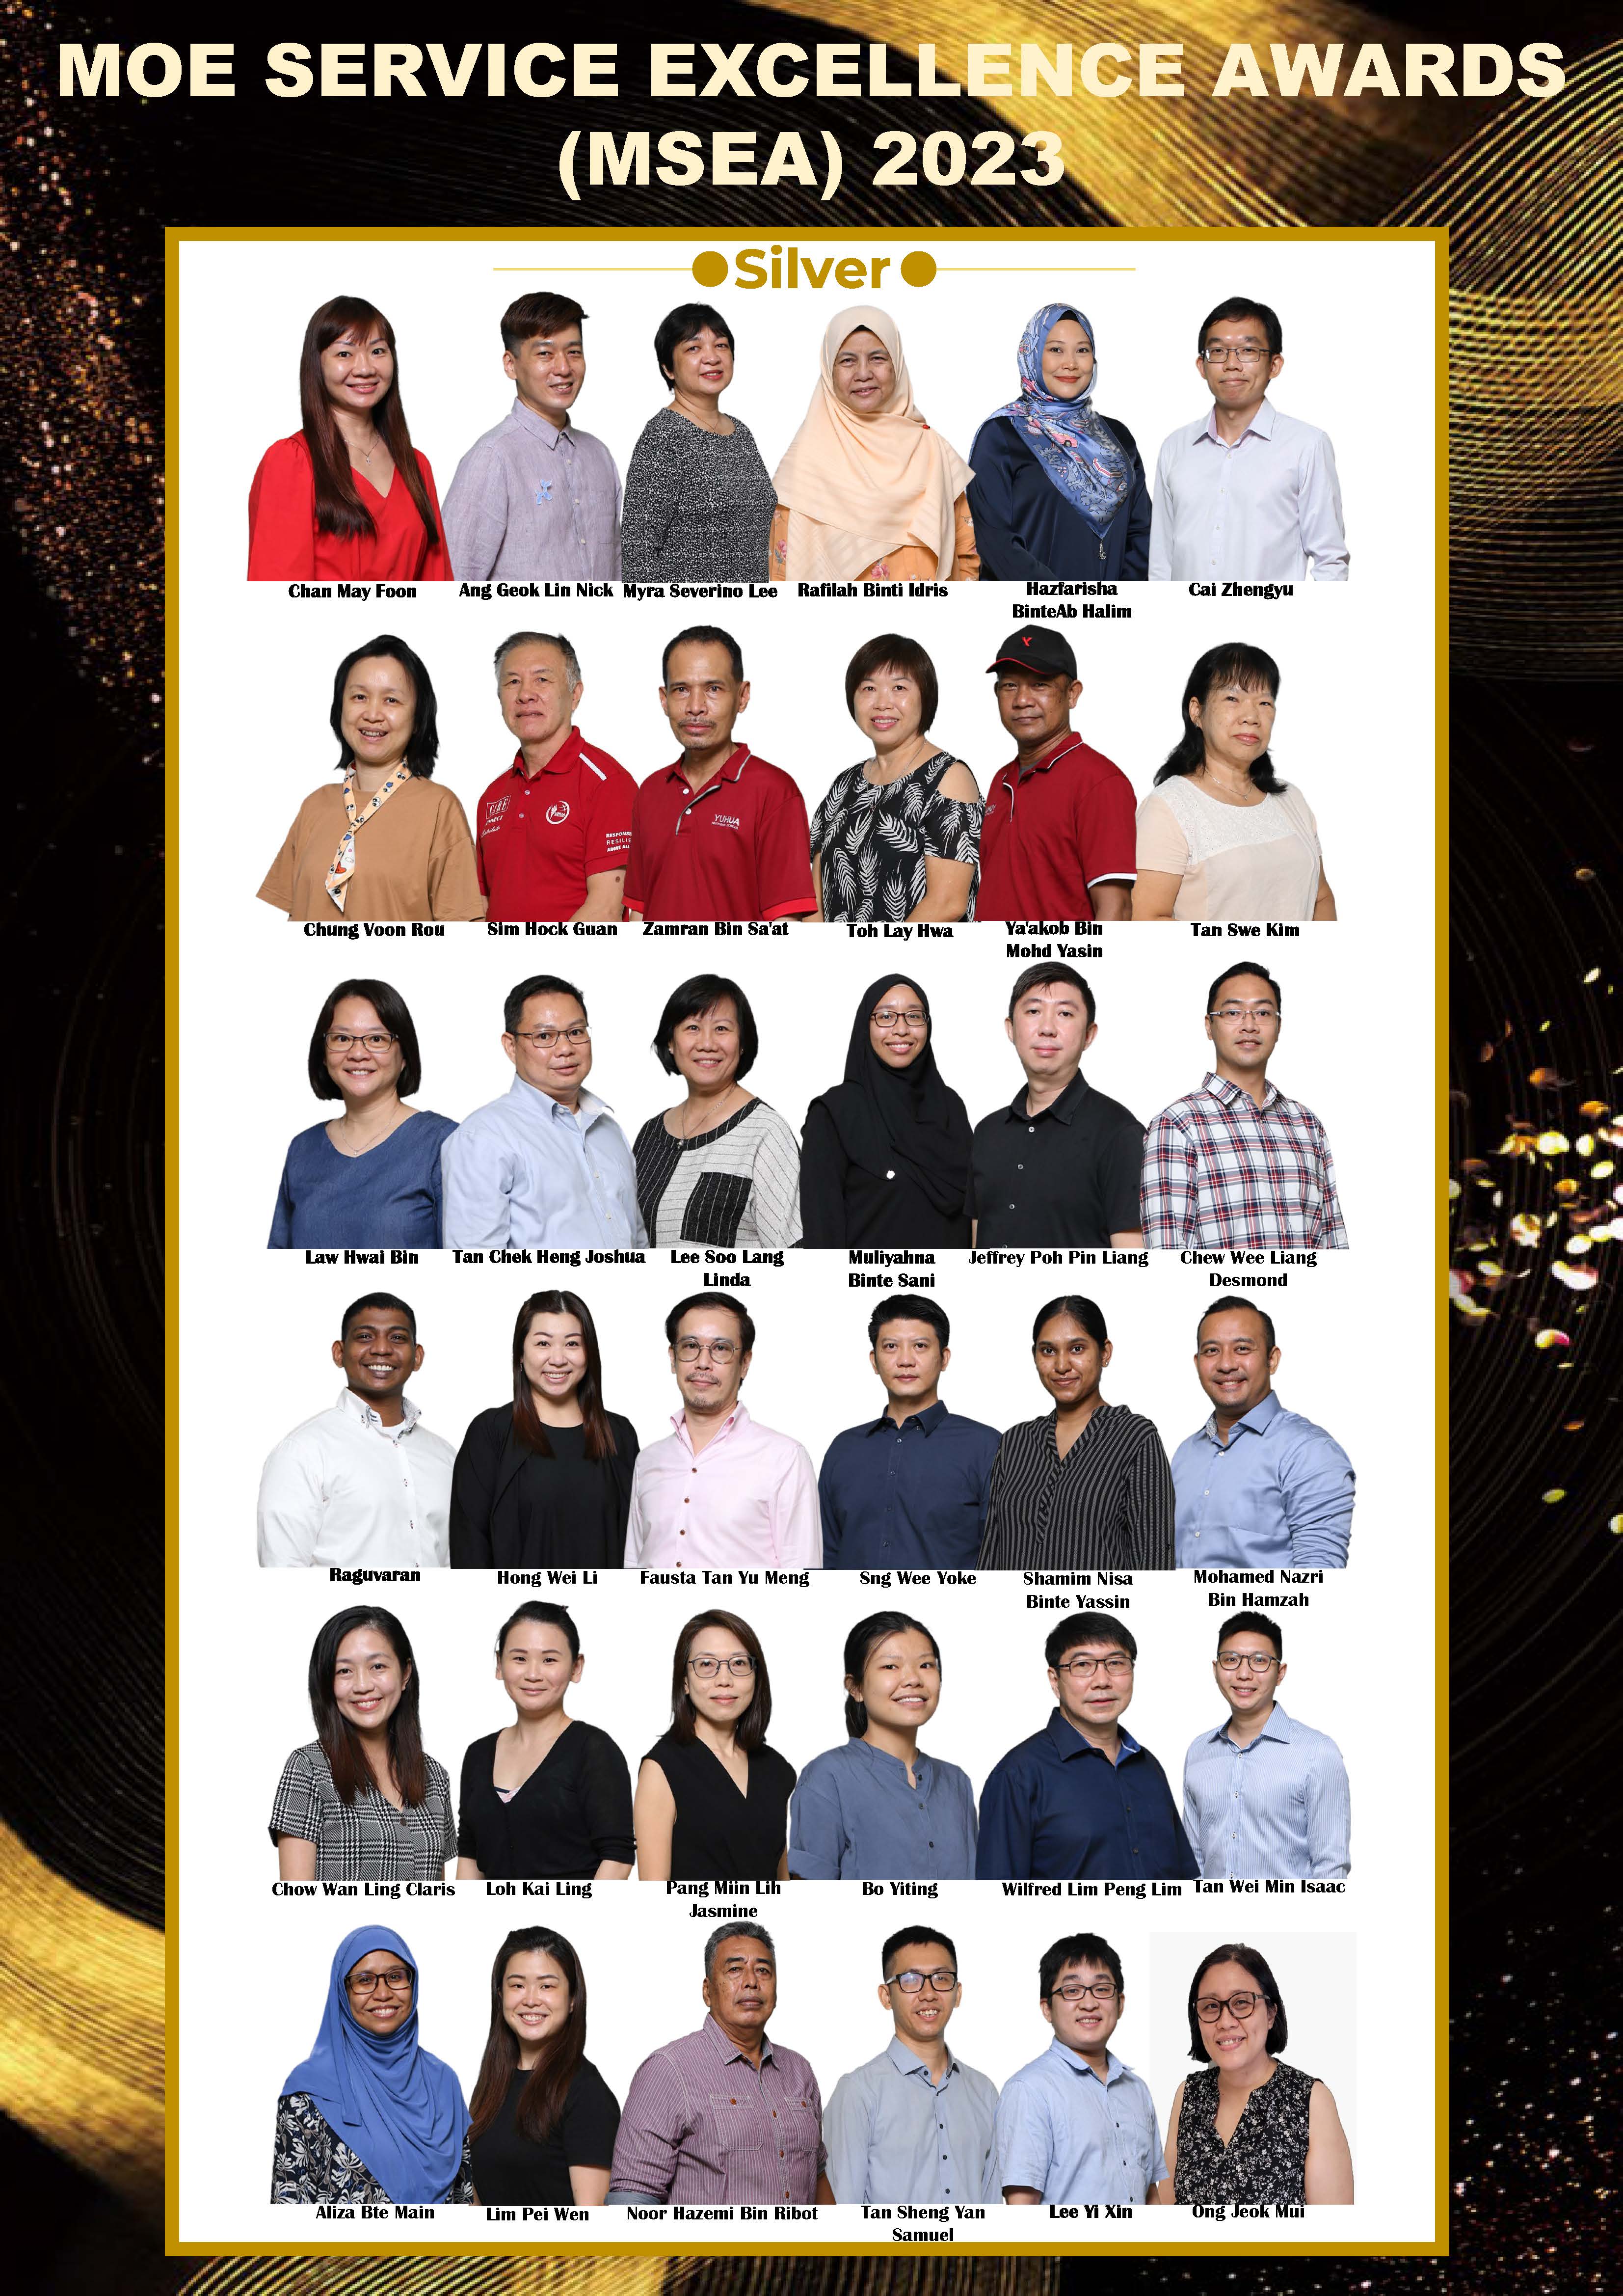 MOE SERVICE EXCELLENCE AWARDS
(MSEA) 2023
Silver
Chan May Foon
Ang Geok Lin Nick
Myra Severino Lee
Rafilah Binti Idris
Hazfarisha
BinteAb Halim
Cai Zhengyu
YUHUA
RESPONS
RESILIE
ABOVE ALL
Chung Voon Rou
Sim Hock Guan
Zamran Bin Sa'at
Toh Lay Hwa
Ya'akob Bin
Mohd Yasin
Tan Swe Kim
Law Hwai Bin
Tan Chek Heng Joshua
Lee Soo Lang
Linda
Muliyahna
Binte Sani
Jeffrey Poh Pin Liang
Chew Wee Liang
Desmond
Raguvaran
Hong Wei Li
Fausta Tan Yu Meng
Sng Wee Yoke
Shamim Nisa
Binte Yassin
Mohamed Nazri
Bin Hamzah
Chow Wan Ling Claris
Loh Kai Ling
Pang Miin Lih
Jasmine
Bo Yiting
Wilfred Lim Peng Lim
Tan Wei Min Isaac
Aliza Bte Main
Lim Pei Wen
Noor Hazemi Bin Ribot
Tan Sheng Yan
Samuel
Lee Yi Xin
Ong Jeok Mui